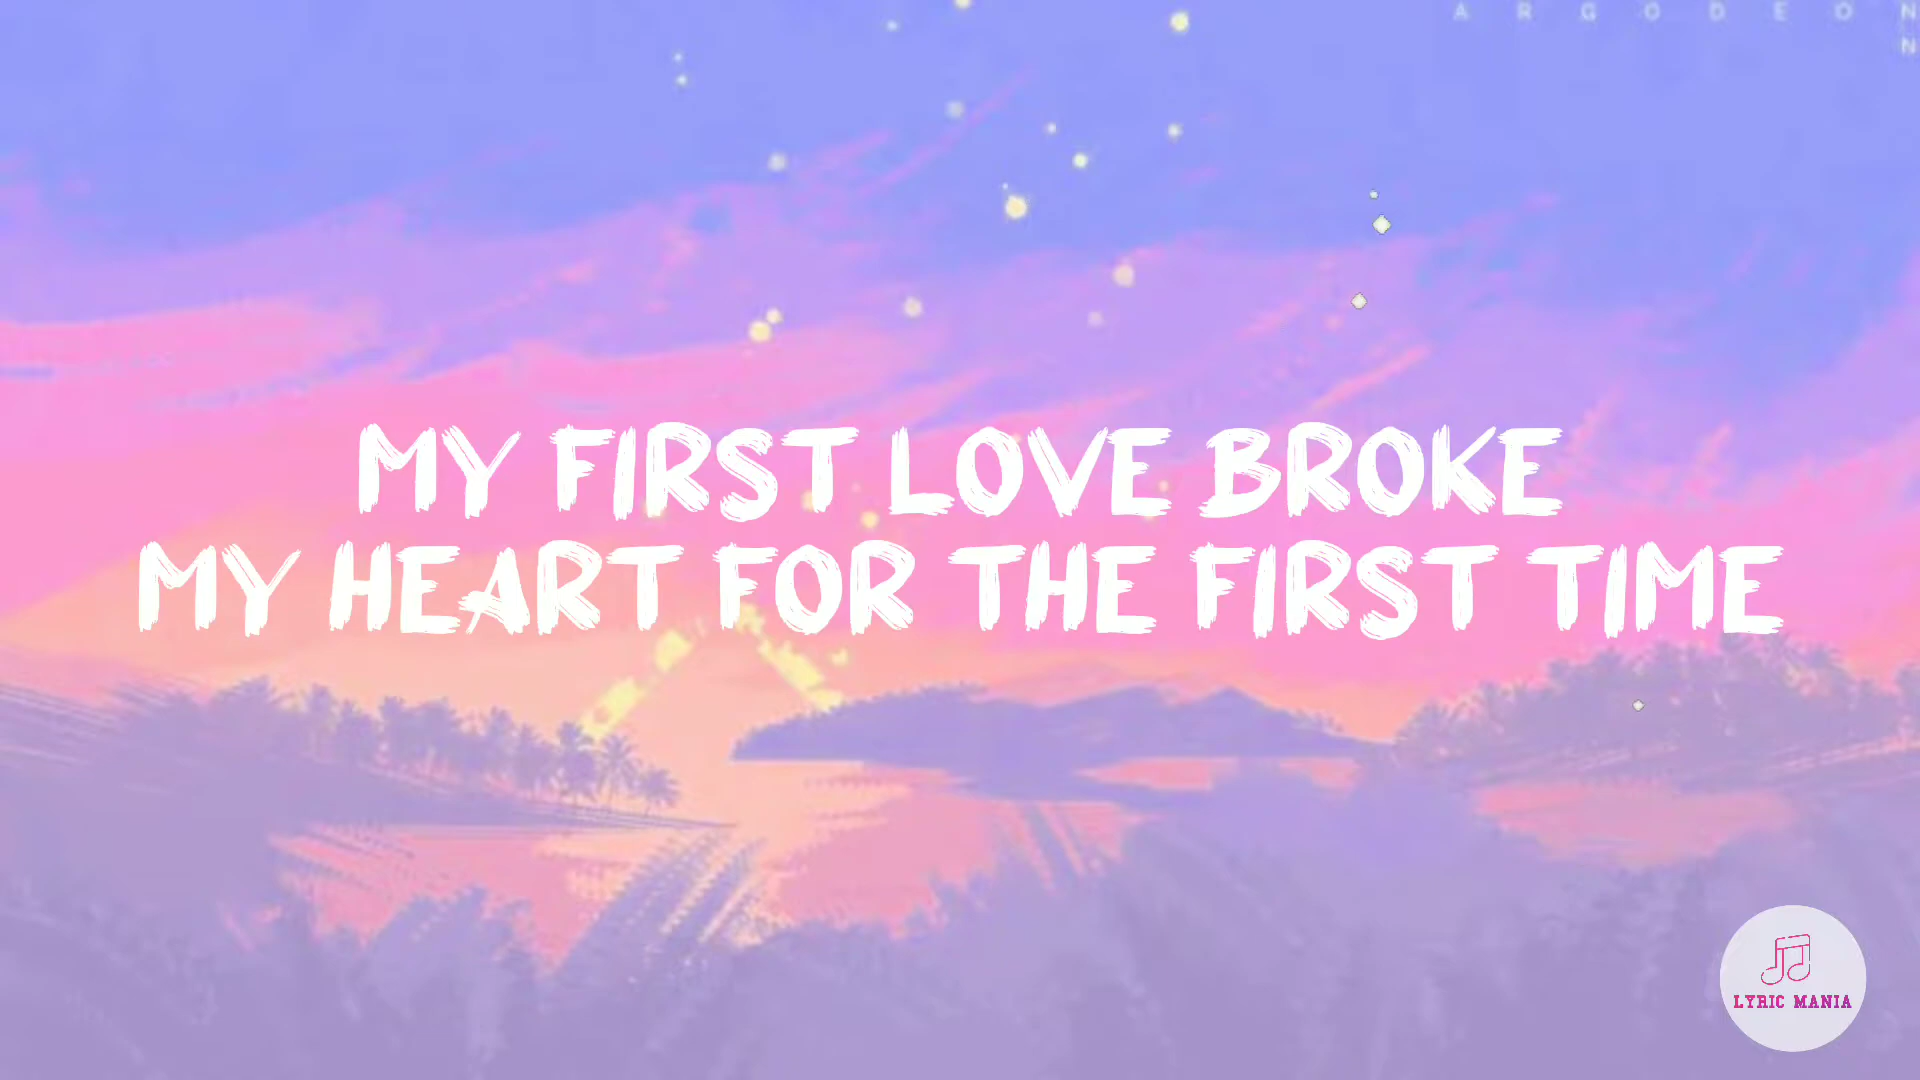 A R G O D E O N
N
MY FIRST LOVE BROKE
MY HEART FOR THE FIRST TIME
LYRIC MANIA